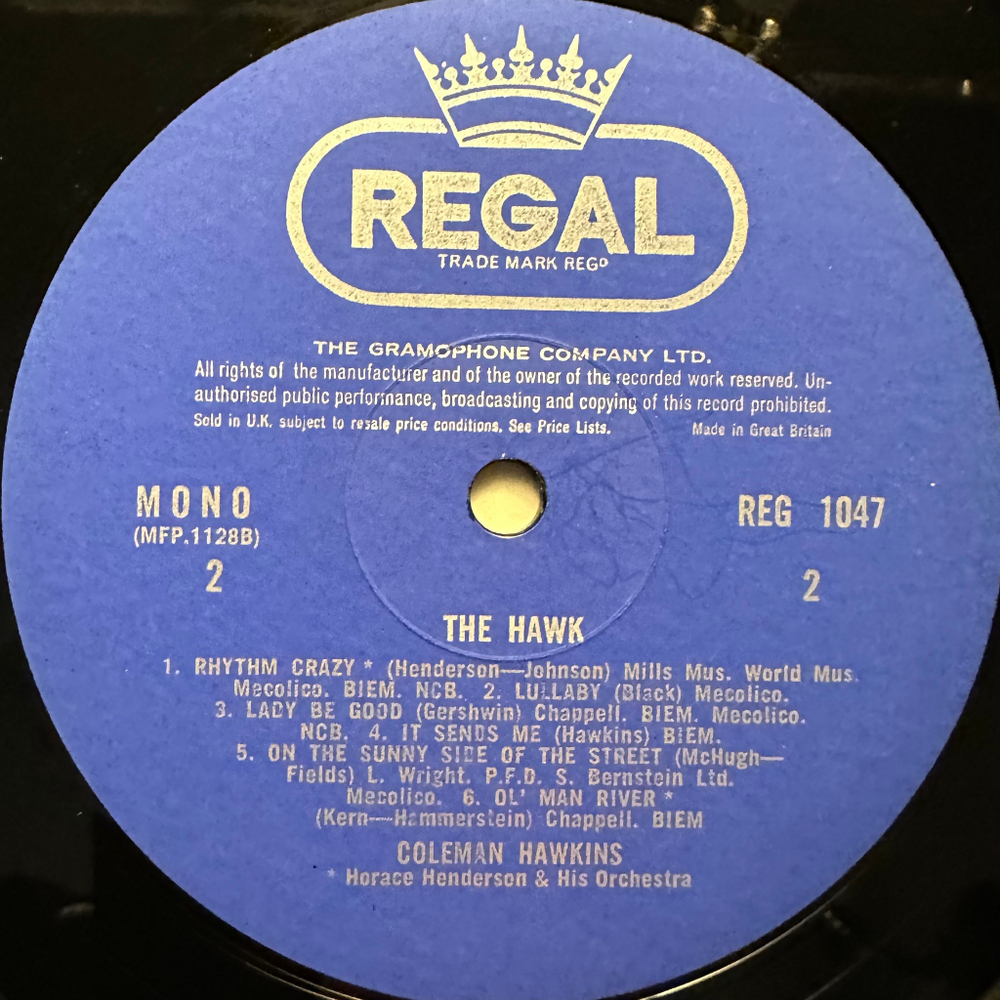 REGAL
TRADE MARK REGD
THE GRAMOPHONE COMPANY LTD.
All rights of the manufacturer and of the owner of the recorded work reserved. Un-
authorised public performance, broadcasting and copying of this record prohibited.
Sold in U.K. subject to resale price conditions, See Price Lists. Made in Great Britain
MONO REG 1047
(MFP.1128B)
2 2
THE HAWK
1. RHYTHM CRAZY * (Henderson—Johnson) Mills Mus. World Mus.
Mecolico. BIEM. NCB. 2. LULLABY (Black) Mecolico.
3. LADY BE GOOD (Gershwin) Chappell. BIEM. Mecolico.
NCB. 4. IT SENDS ME (Hawkins) BIEM.
5. ON THE SUNNY SIDE OF THE STREET (McHugh—
Fields) L. Wright. P.F.D. S. Bernstein Ltd.
Mecolico. 6. OL' MAN RIVER *
(Kern—Hammerstein) Chappell. BIEM
COLEMAN HAWKINS
* Horace Henderson & His Orchestra